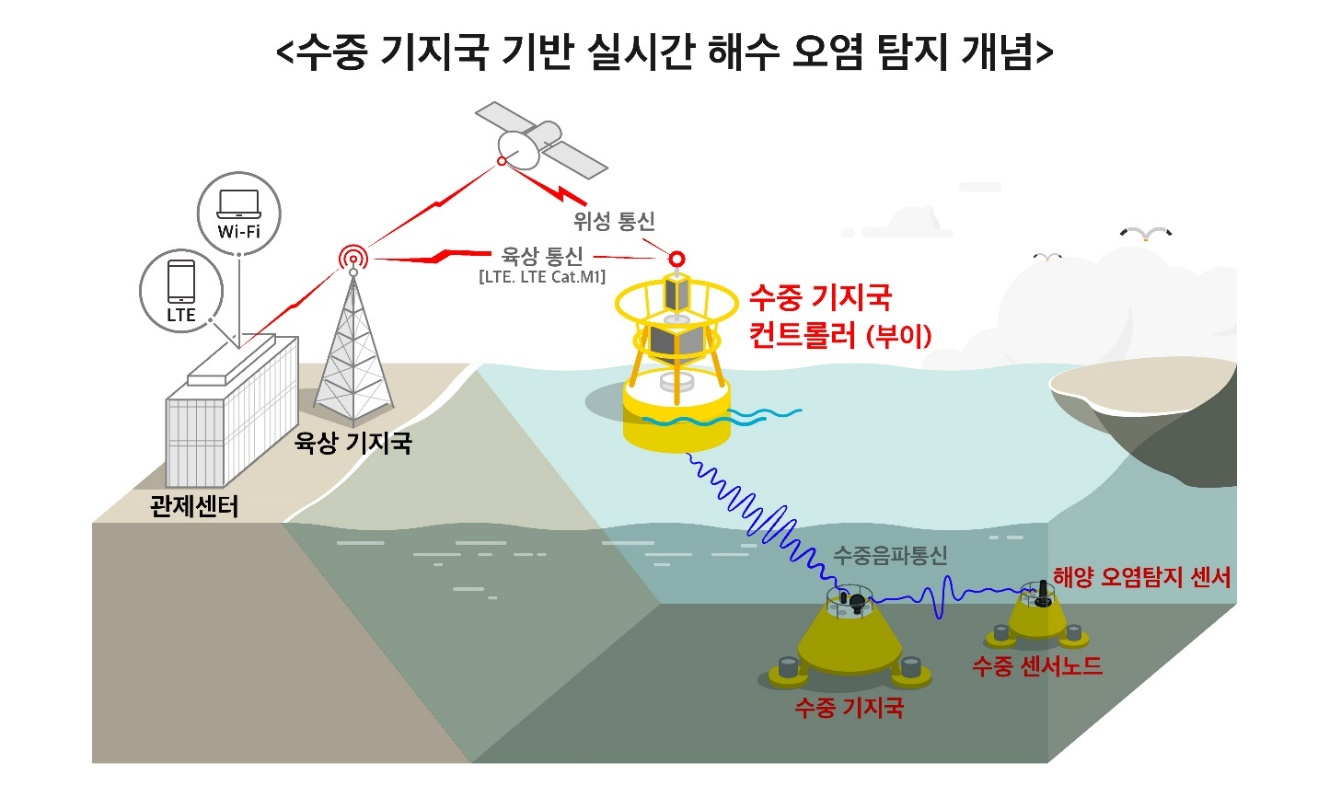 <수중 기지국 기반 실시간 해수 오염 탐지 개념>
Wi-Fi
LTE
위성 통신
육상 통신
[LTE. LTE Cat.M1]
수중 기지국
컨트롤러 (부이)
육상 기지국
관제센터
수중음파통신
해양 오염탐지 센서
수중 센서노드
수중 기지국